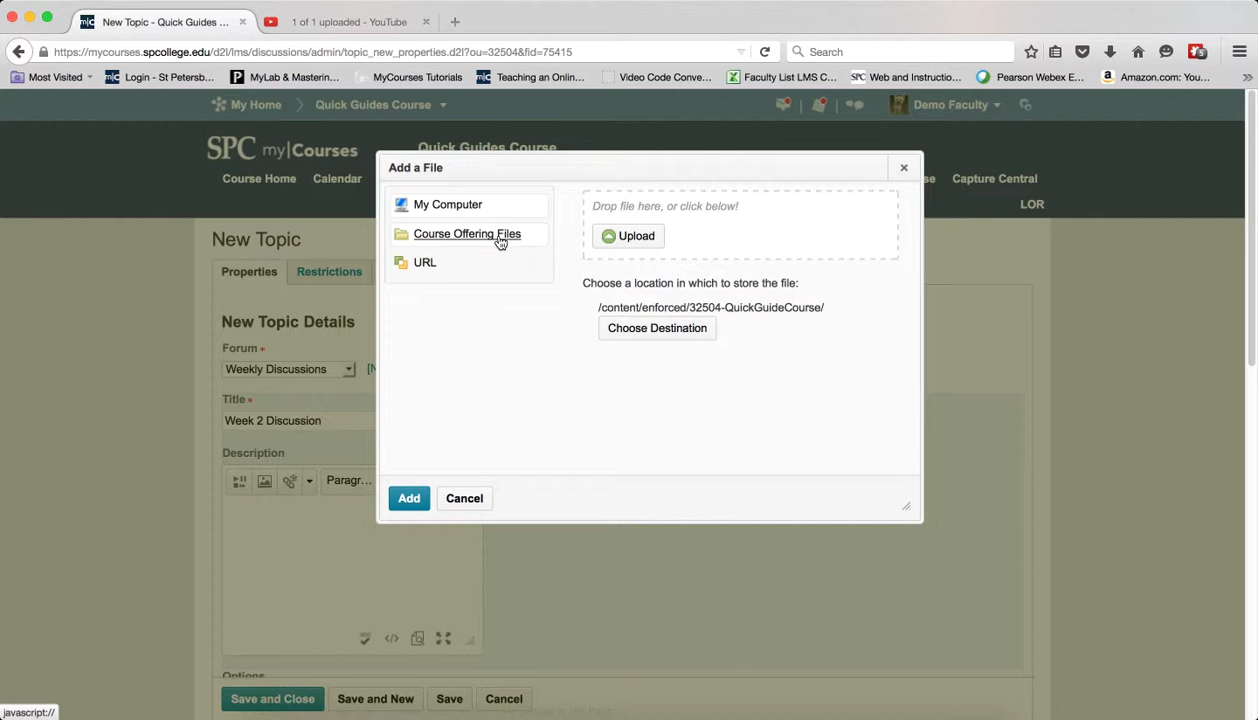 New Topic - Quick Guides ...
1 of 1 uploaded - YouTube
https://mycourses.spcollege.edu/d2l/lms/discussions/admin/topic_new_properties.d2l?ou=32504&fid=75415
Search
5
Most Visited
Login - St Petersb...
MyLab & Mastering...
MyCourses Tutorials
Teaching an Onlin...
Video Code Conve...
Faculty List LMS C...
SPC Web and Instructio...
Pearson Webex E...
Amazon.com: You...
My Home
Quick Guides Course
Demo Faculty
SPC my|Courses
Quick Guides Course
Course Home
Calendar
se
Capture Central
LOR
Add a File
My Computer
Course Offering Files
URL
Drop file here, or click below!
Upload
Choose a location in which to store the file:
/content/enforced/32504-QuickGuideCourse/
Choose Destination
Add
Cancel
New Topic
Properties
Restrictions
New Topic Details
Forum *
Weekly Discussions
[N
Title *
Week 2 Discussion
Description
Paragr...
Options
Save and Close
Save and New
Save
Cancel
javascript://